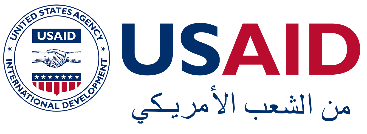 UNITED STATES AGENCY
USAID
INTERNATIONAL DEVELOPMENT
USAID
من الشعب الأمريكي